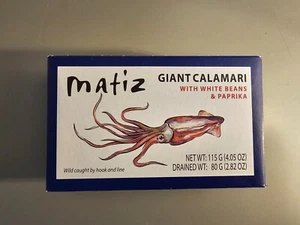 matiz
GIANT CALAMARI
WITH WHITE BEANS
& PAPRIKA
NET WT: 115 G (4.05 OZ)
DRAINED WT: 80 G (2.82 OZ)
Wild caught by hook and line